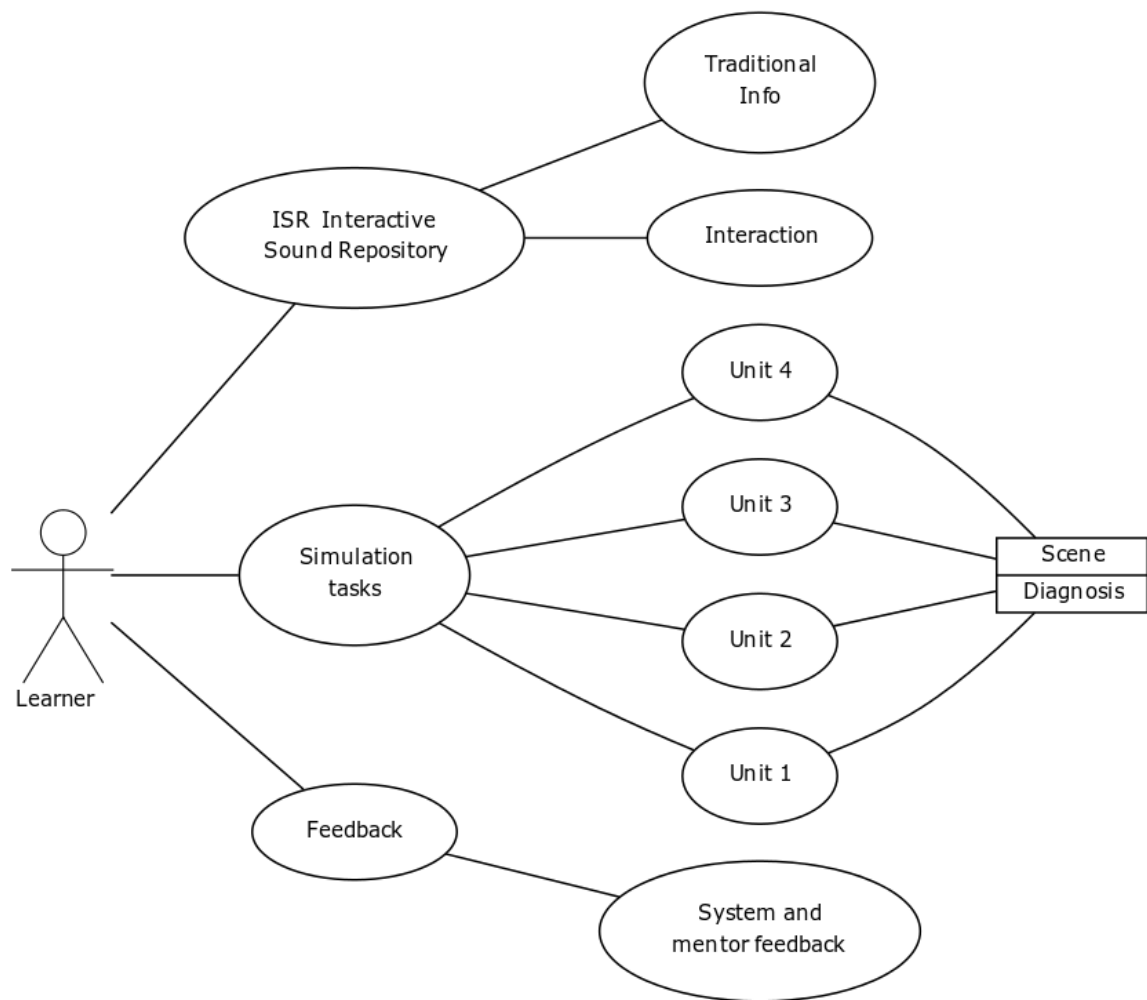 Traditional
Info
ISR Interactive
Sound Repository
Interaction
Unit 4
Unit 3
Simulation
tasks
Scene
Diagnosis
Unit 2
Learner
Unit 1
Feedback
System and
mentor feedback